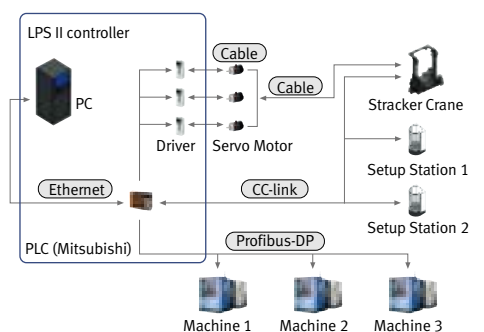 LPS II controller
Cable
PC
Cable
Stracker Crane
Driver
Servo Motor
Setup Station 1
Ethernet
CC-link
Setup Station 2
PLC (Mitsubishi)
Profibus-DP
Machine 1
Machine 2
Machine 3